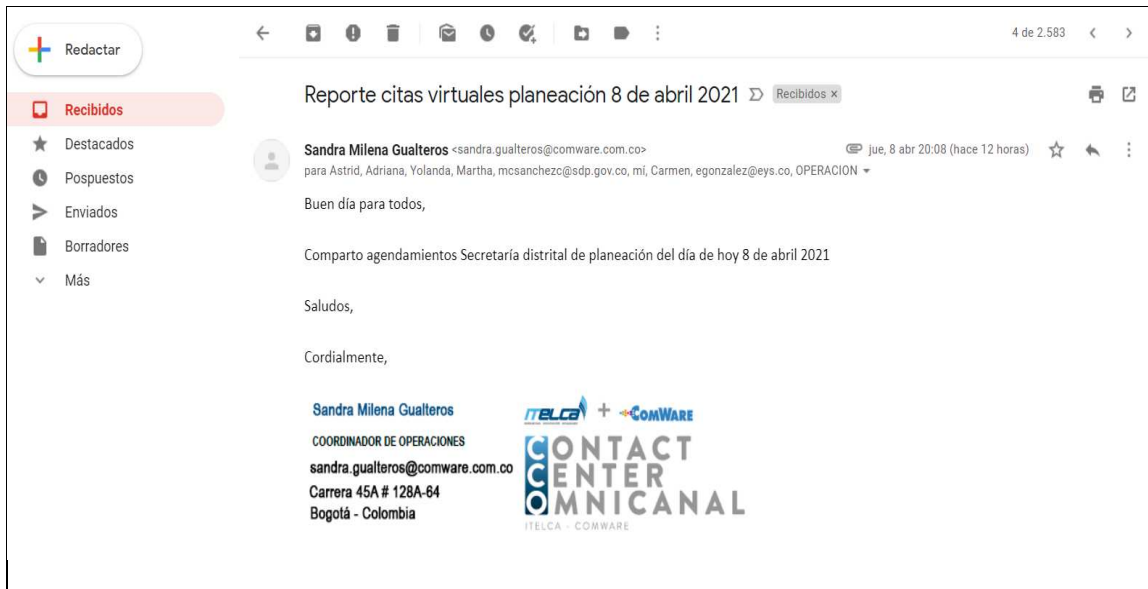 Redactar
4 de 2.583
Recibidos
Destacados
Pospuestos
Enviados
Borradores
Más
Reporte citas virtuales planeación 8 de abril 2021 Recibidos ×
Sandra Milena Gualteros <sandra.gualteros@comware.com.co> jue, 8 abr 20:08 (hace 12 horas)
para Astrid, Adriana, Yolanda, Martha, mcsanchezc@sdp.gov.co, mi, Carmen, egonzalez@eys.co, OPERACION
Buen día para todos,
Comparto agendamientos Secretaría distrital de planeación del día de hoy 8 de abril 2021
Saludos,
Cordialmente,
Sandra Milena Gualteros
COORDINADOR DE OPERACIONES
sandra.gualteros@comware.com.co
Carrera 45A # 128A-64
Bogotá - Colombia
ITELCA + COMWARE
CONTACT
CENTER
OMNICANAL
ITELCA - COMWARE